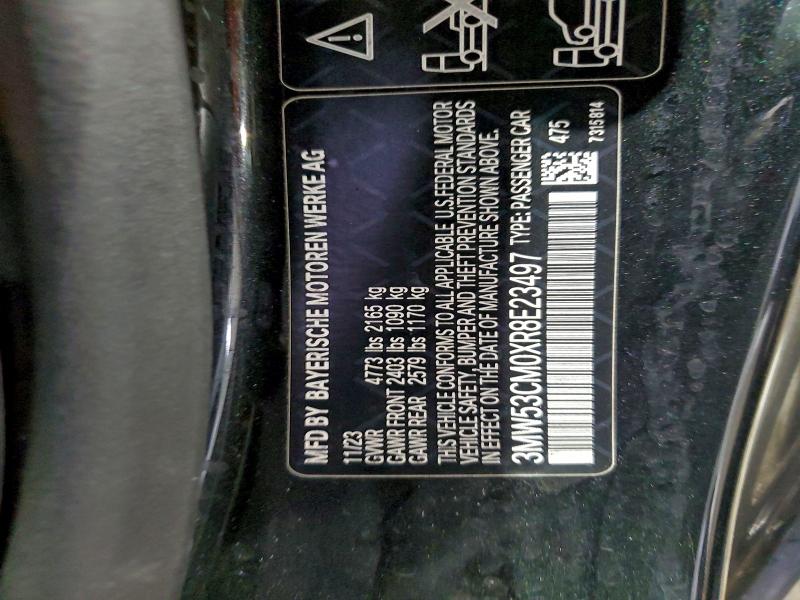 MFD BY BAYERISCHE MOTOREN WERKE AG
11/23
GVWR 4773 lbs 2165 kg
GAWR FRONT 2403 lbs 1090 kg
GAWR REAR 2579 lbs 1170 kg
THIS VEHICLE CONFORMS TO ALL APPLICABLE U.S. FEDERAL MOTOR
VEHICLE SAFETY, BUMPER AND THEFT PREVENTION STANDARDS
IN EFFECT ON THE DATE OF MANUFACTURE SHOWN ABOVE.
3MW53CM0XR8E23497 TYPE: PASSENGER CAR
475
7315814